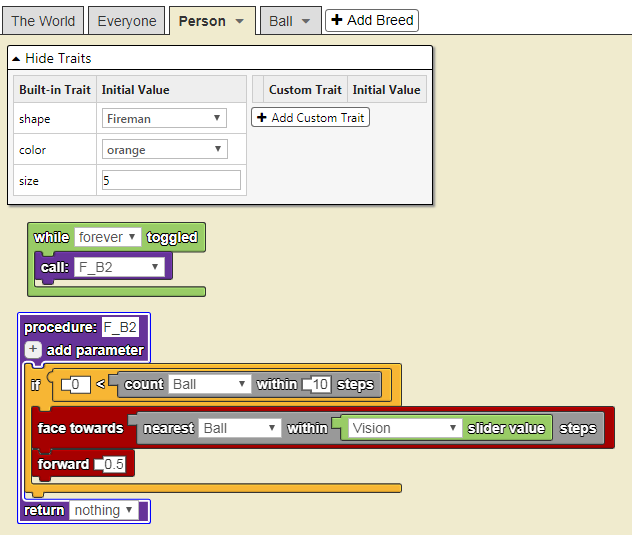 The World Everyone Person Ball + Add Breed
Hide Traits
Built-in Trait Initial Value Custom Trait Initial Value
shape Fireman + Add Custom Trait
color orange
size 5
while forever toggled
call: F_B2
procedure: F_B2
+ add parameter
if 0 < count Ball within 10 steps
face towards nearest Ball within Vision slider value steps
forward 0.5
return nothing